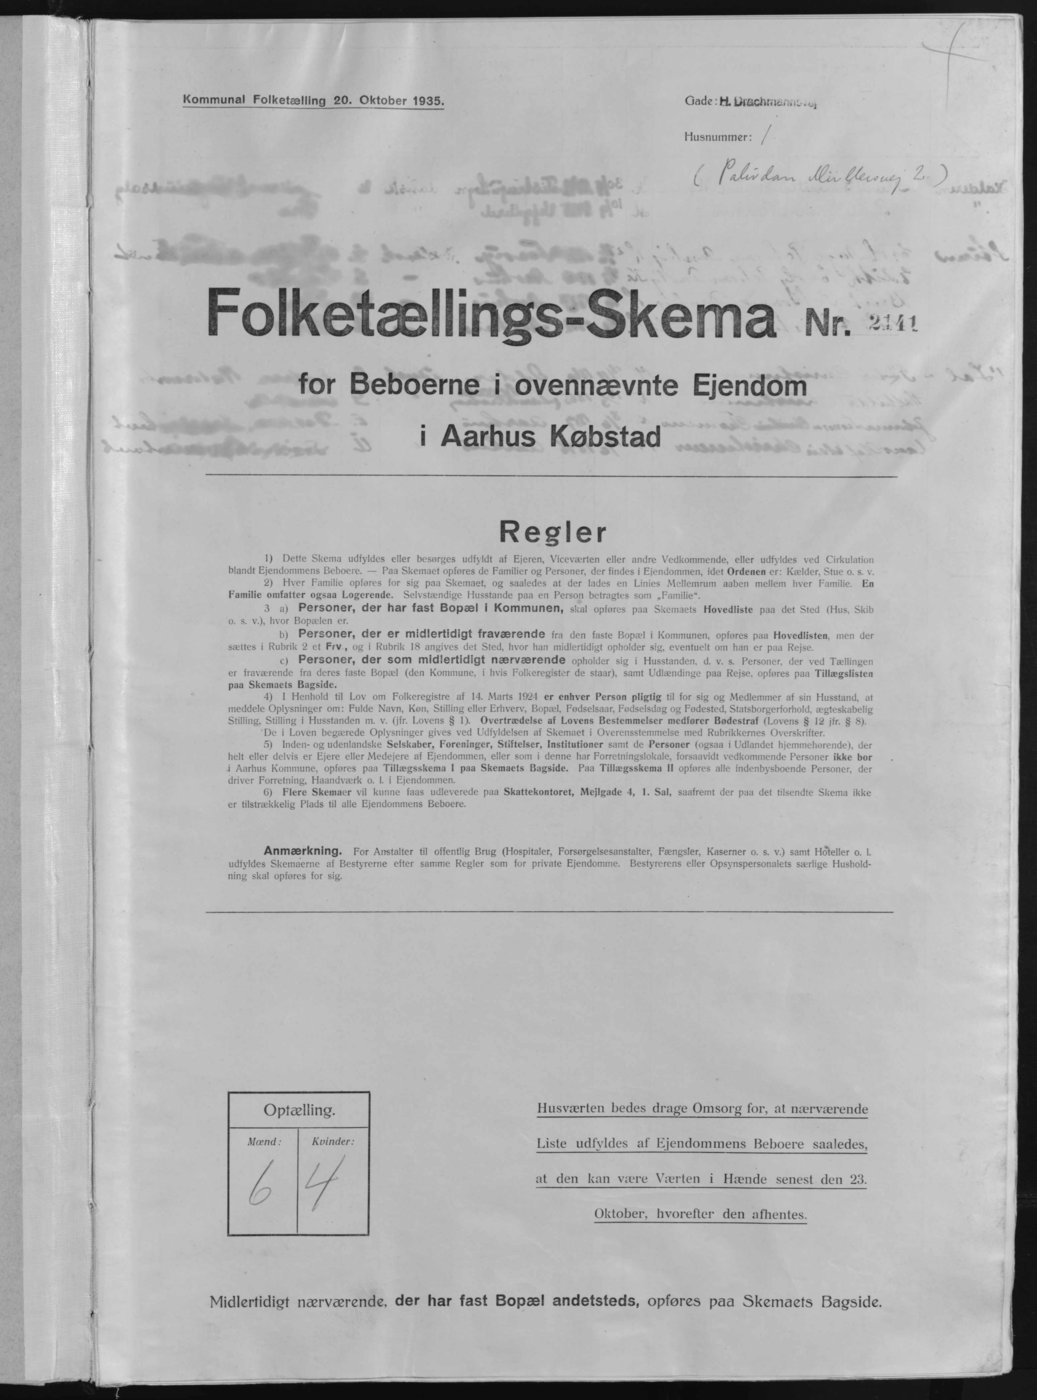 Kommunal Folketælling 20. Oktober 1935.
Gade: H. Drachmannsvej
Husnummer: 1
( 2 )
Folketællings-Skema Nr. 2141
for Beboerne i ovennævnte Ejendom
i Aarhus Købstad
Regler
1) Dette Skema udfyldes eller besørges udfyldt af Ejeren, Viceværten eller andre Vedkommende, eller udfyldes ved Cirkulation
blandt Ejendommens Beboere. — Paa Skemaet opføres de Familier og Personer, der findes i Ejendommen, idet Ordenen er: Kælder, Stue o. s. v.
2) Hver Familie opføres for sig paa Skemaet, og saaledes at der lades en Linies Mellemrum aaben mellem hver Familie. En
Familie omfatter ogsaa Logerende. Selvstændige Husstande paa en Person betragtes som „Familie“.
3 a) Personer, der har fast Bopæl i Kommunen, skal opføres paa Skemaets Hovedliste paa det Sted (Hus, Skib
o. s. v.), hvor Bopælen er.
b) Personer, der er midlertidigt fraværende fra den faste Bopæl i Kommunen, opføres paa Hovedlisten, men der
sættes i Rubrik 2 et Frv., og i Rubrik 18 angives det Sted, hvor han midlertidigt opholder sig, eventuelt om han er paa Rejse.
c) Personer, der som midlertidigt nærværende opholder sig i Husstanden, d. v. s. Personer, der ved Tællingen
er fraværende fra deres faste Bopæl (den Kommune, i hvis Folkeregister de staar), samt Udlændinge paa Rejse, opføres paa Tillægslisten
paa Skemaets Bagside.
4) I Henhold til Lov om Folkeregistre af 14. Marts 1924 er enhver Person pligtig til for sig og Medlemmer af sin Husstand, at
meddele Oplysninger om: Fulde Navn, Køn, Stilling eller Erhverv, Bopæl, Fødselsaar, Fødselsdag og Fødested, Statsborgerforhold, ægteskabelig
Stilling, Stilling i Husstanden m. v. (jfr. Lovens § 1). Overtrædelse af Lovens Bestemmelser medfører Bødestraf (Lovens § 12 jfr. § 8).
De i Loven begærede Oplysninger gives ved Udfyldelsen af Skemaet i Overensstemmelse med Rubrikkernes Overskrifter.
5) Inden- og udenlandske Selskaber, Foreninger, Stiftelser, Institutioner samt de Personer (ogsaa i Udlandet hjemmehørende), der
helt eller delvis er Ejere eller Medejere af Ejendommen, eller som i denne har Forretningslokale, forsaavidt vedkommende Personer ikke bor
i Aarhus Kommune, opføres paa Tillægsskema I paa Skemaets Bagside. Paa Tillægsskema II opføres alle indenbysboende Personer, der
driver Forretning, Haandværk o. l. i Ejendommen.
6) Flere Skemaer vil kunne faas udleverede paa Skattekontoret, Mejlgade 4, 1. Sal, saafremt der paa det tilsendte Skema ikke
er tilstrækkelig Plads til alle Ejendommens Beboere.
Anmærkning. For Anstalter til offentlig Brug (Hospitaler, Forsørgelsesanstalter, Fængsler, Kaserner o. s. v.) samt Hoteller o. l.
udfyldes Skemaerne af Bestyrerne efter samme Regler som for private Ejendomme. Bestyrerens eller Opsynspersonalets særlige Hushold-
ning skal opføres for sig.
Optælling.
Mænd: Kvinder:
6 4
Husværten bedes drage Omsorg for, at nærværende
Liste udfyldes af Ejendommens Beboere saaledes,
at den kan være Værten i Hænde senest den 23.
Oktober, hvorefter den afhentes.
Midlertidigt nærværende, der har fast Bopæl andetsteds, opføres paa Skemaets Bagside.